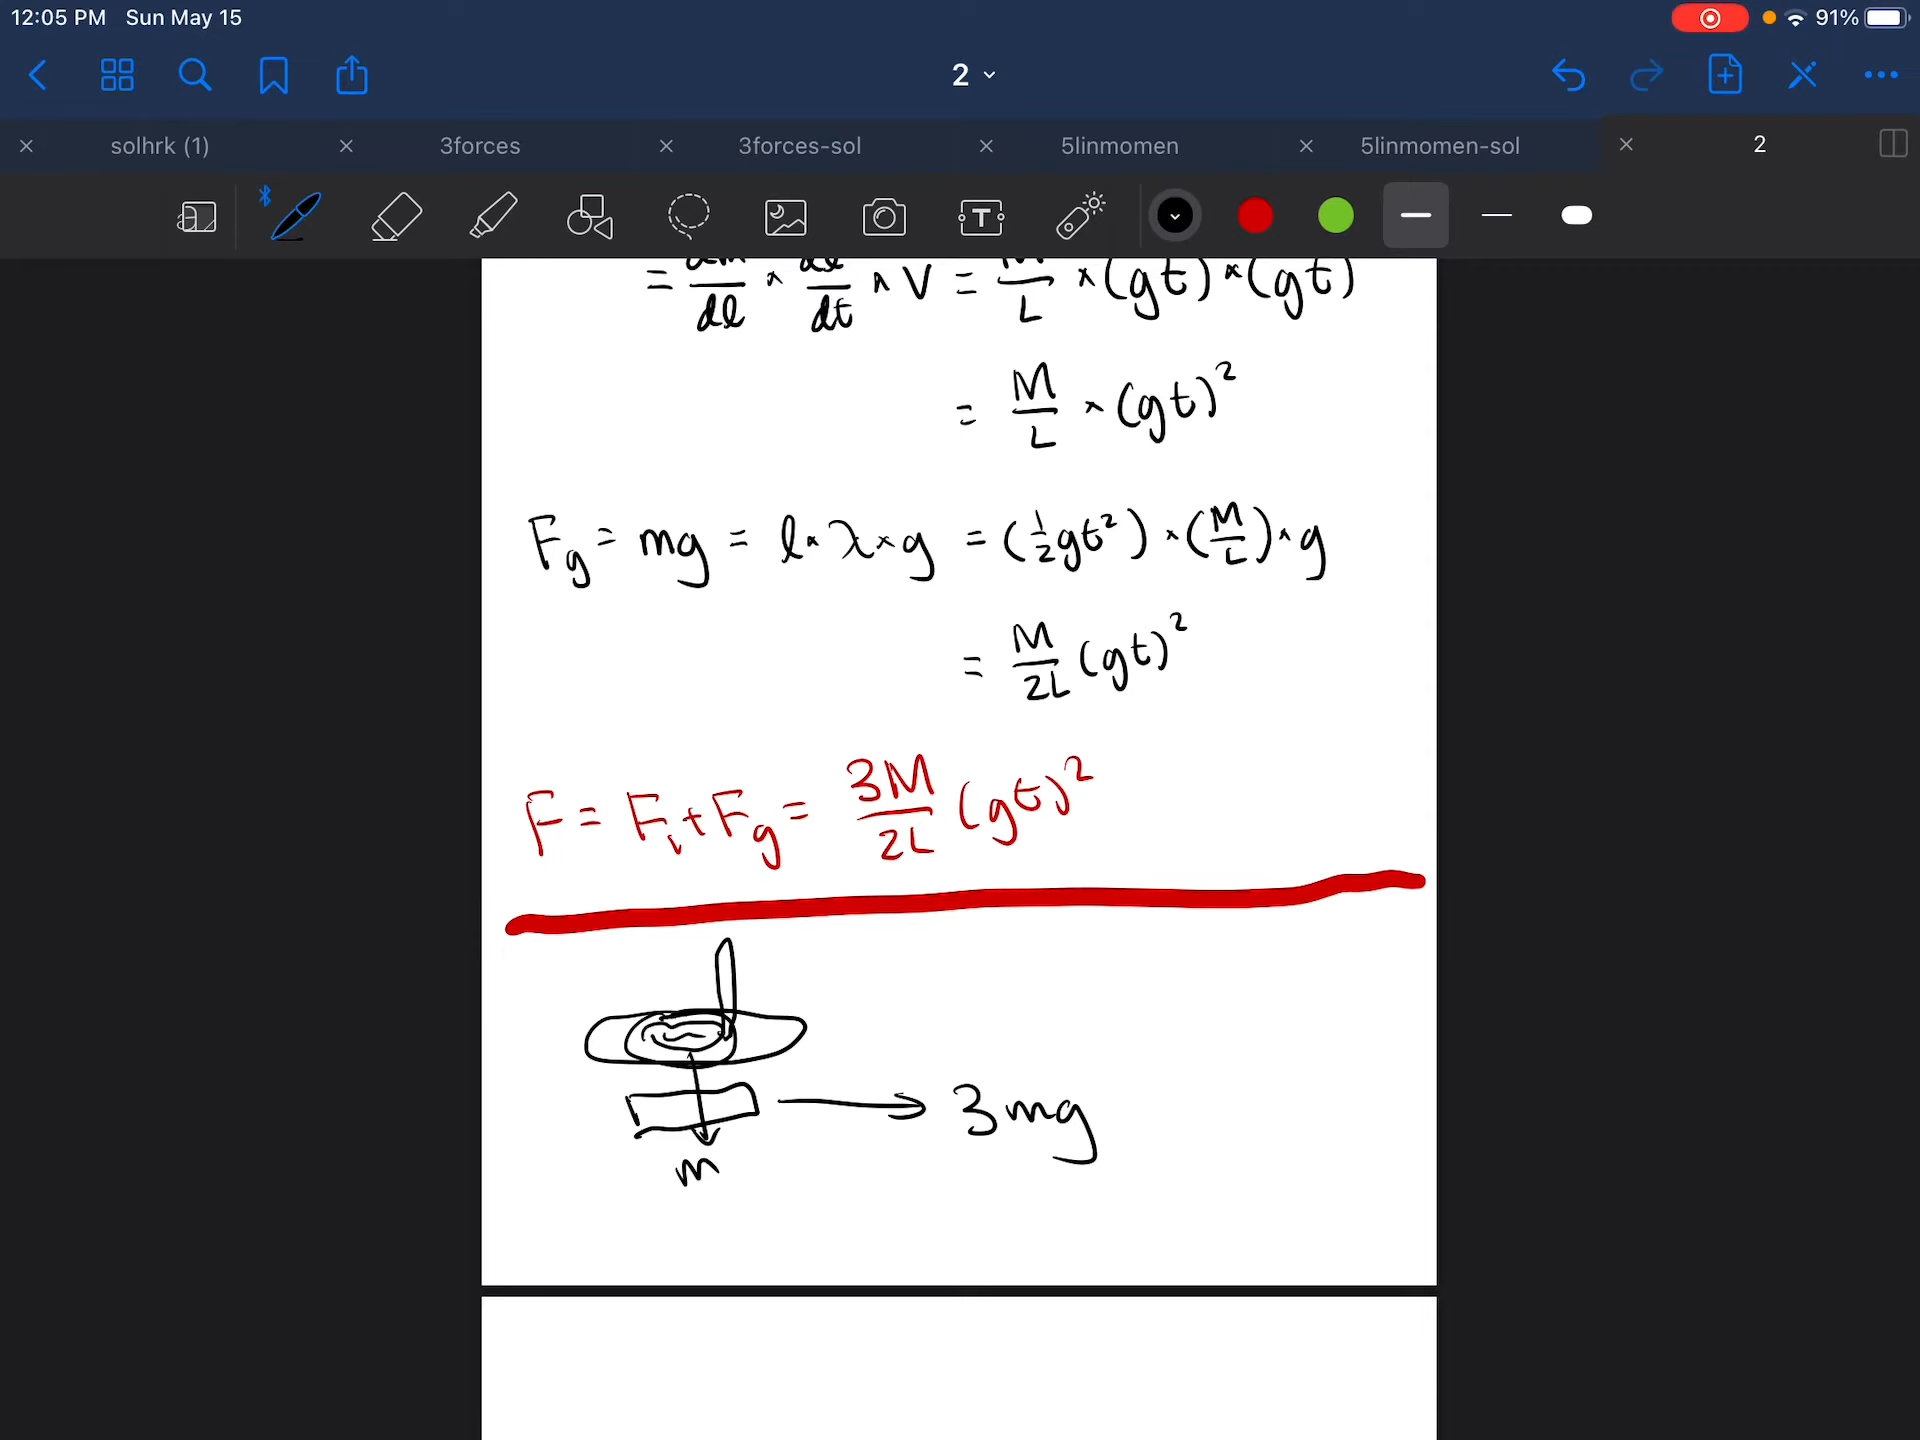 12:05 PM Sun May 15
91%
2
solhrk (1)
3forces
3forces-sol
5linmomen
5linmomen-sol
2
T
= dm/dl × dl/dt × V = M/L × (gt) × (gt)
= M/L × (gt)²
Fg = mg = l × λ × g = (½gt²) × (M/L) × g
= M/2L (gt)²
F = Fi + Fg = 3M/2L (gt)²
3mg
m